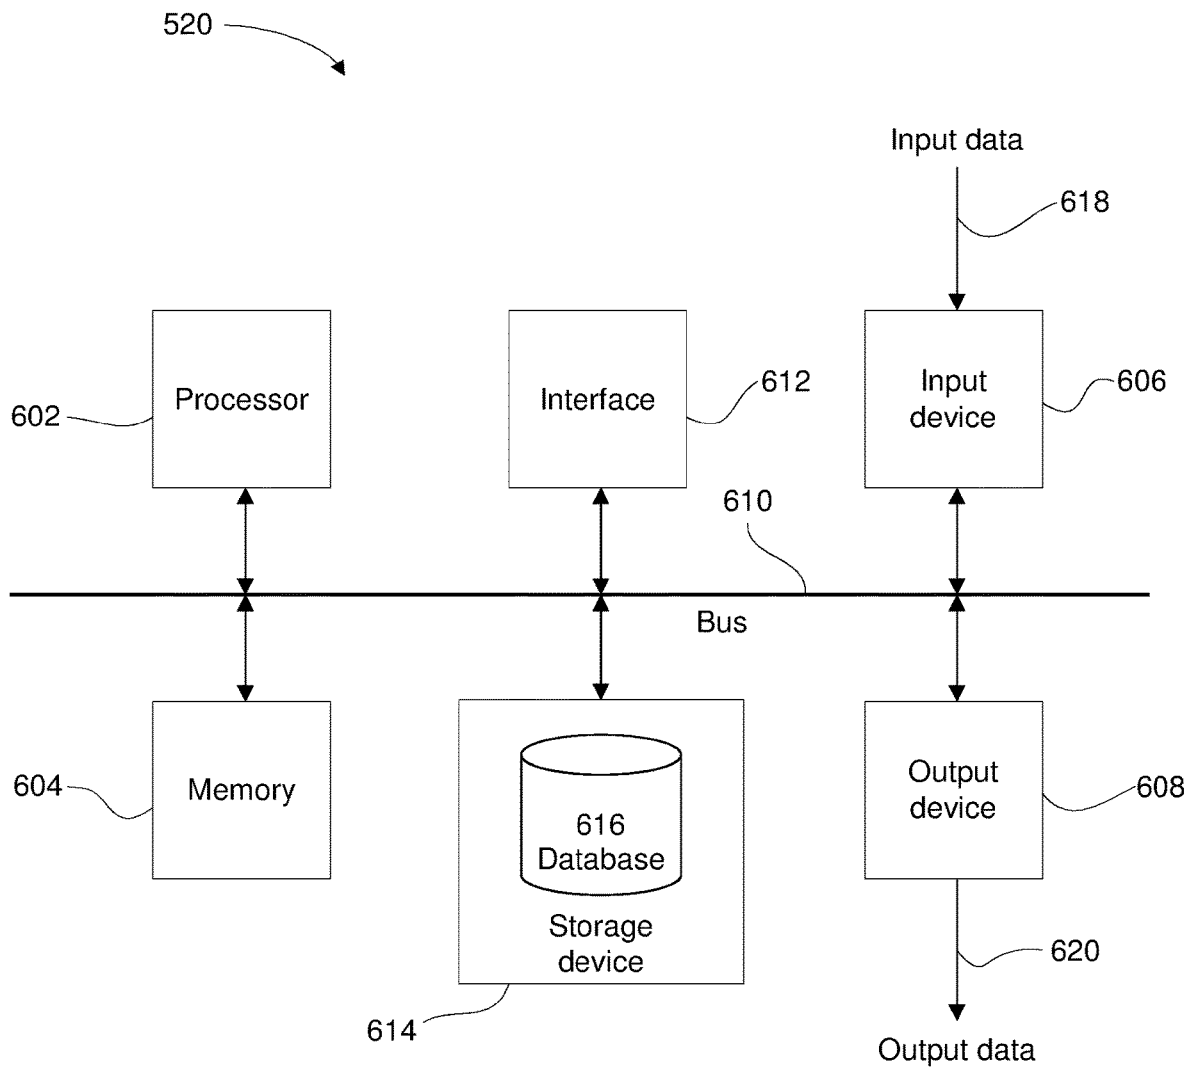 520
Input data
618
Processor
Interface
612
Input
device
606
602
610
Bus
604
Memory
616
Database
Storage
device
614
Output
device
608
620
Output data